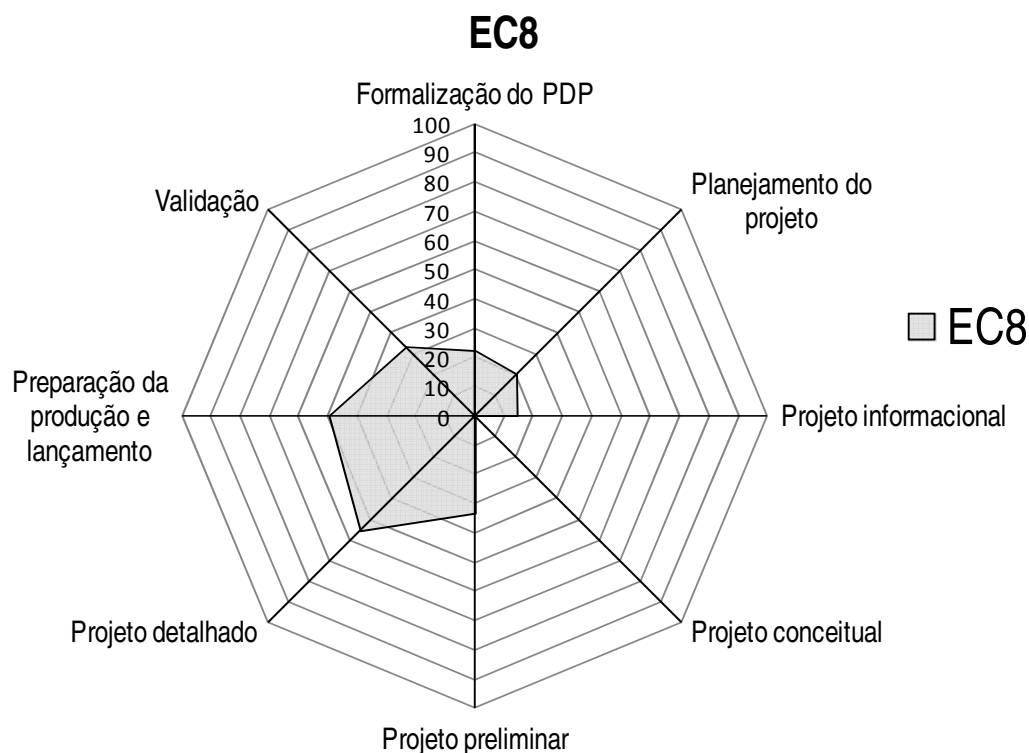 EC8
Formalização do PDP
100
90
80
70
60
50
40
30
20
10
0
Planejamento do
projeto
EC8
Projeto informacional
Projeto conceitual
Projeto preliminar
Projeto detalhado
Preparação da
produção e
lançamento
Validação